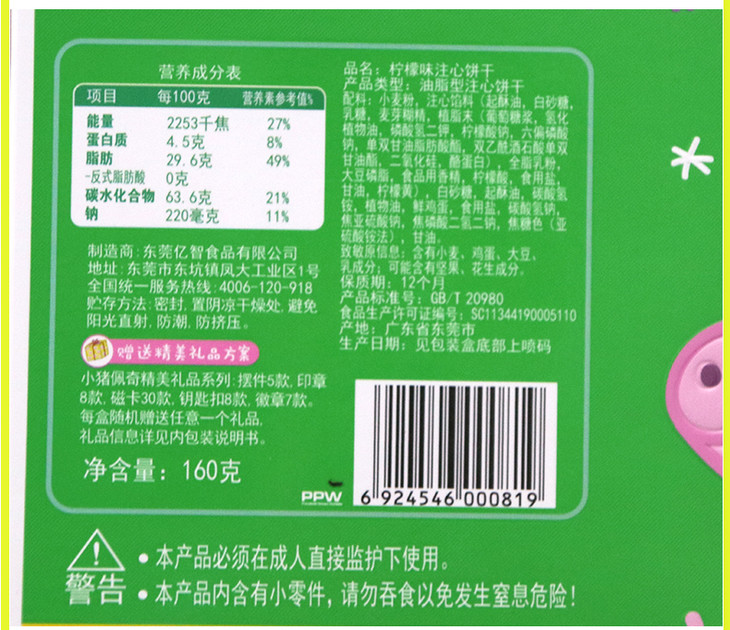 营养成分表
项目 每100克 营养素参考值%
能量 2253千焦 27%
蛋白质 4.5克 8%
脂肪 29.6克 49%
-反式脂肪酸 0克
碳水化合物 63.6克 21%
钠 220毫克 11%
制造商:东莞亿智食品有限公司
地址:东莞市东坑镇凤大工业区1号
全国统一服务热线:4006-120-918
贮存方法:密封,置阴凉干燥处,避免
阳光直射,防潮,防挤压。
赠送精美礼品方案
小猪佩奇精美礼品系列:摆件5款,印章
8款,磁卡30款,钥匙扣8款,徽章7款。
每盒随机赠送任意一个礼品,
礼品信息详见内包装说明书。
净含量：160克
品名：柠檬味注心饼干
产品类型：油脂型注心饼干
配料：小麦粉，注心馅料（起酥油，白砂糖，
乳糖，麦芽糊精，植脂末（葡萄糖浆，氢化
植物油，磷酸氢二钾，柠檬酸钠，六偏磷酸
钠，单双甘油脂肪酸酯，双乙酰酒石酸单双
甘油酯，二氧化硅，酪蛋白），全脂乳粉，
大豆磷脂，食品用香精，柠檬酸，食用盐，
甘油，柠檬黄），白砂糖，起酥油，碳酸氢
铵，植物油，鲜鸡蛋，食用盐，碳酸氢钠，
焦亚硫酸钠，焦磷酸二氢二钠，焦糖色（亚
硫酸铵法），甘油。
致敏原信息：含有小麦、鸡蛋、大豆、
乳成分；可能含有坚果、花生成分。
保质期：12个月
产品标准号：GB/T 20980
食品生产许可证编号：SC11344190005110
产地：广东省东莞市
生产日期：见包装盒底部上喷码
PPW
6 924546 000819
警告
• 本产品必须在成人直接监护下使用。
• 本产品内含有小零件，请勿吞食以免发生窒息危险！